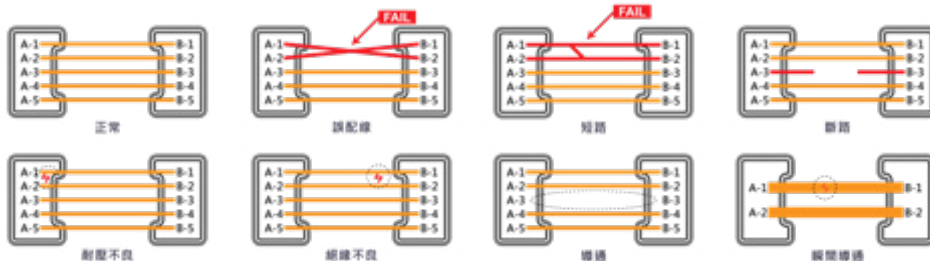 FAIL
FAIL
A-1 B-1 A-1 B-1 A-1 B-1 A-1 B-1
A-2 B-2 A-2 B-2 A-2 B-2 A-2 B-2
A-3 B-3 A-3 B-3 A-3 B-3 A-3 B-3
A-4 B-4 A-4 B-4 A-4 B-4 A-4 B-4
A-5 B-5 A-5 B-5 A-5 B-5 A-5 B-5
正常 誤配線 短路 斷路
A-1 B-1 A-1 B-1 A-1 B-1 A-1 B-1
A-2 B-2 A-2 B-2 A-2 B-2 A-2 B-2
A-3 B-3 A-3 B-3 A-3 B-3
A-4 B-4 A-4 B-4 A-4 B-4
A-5 B-5 A-5 B-5 A-5 B-5
耐壓不良 絕緣不良 導通 瞬間導通